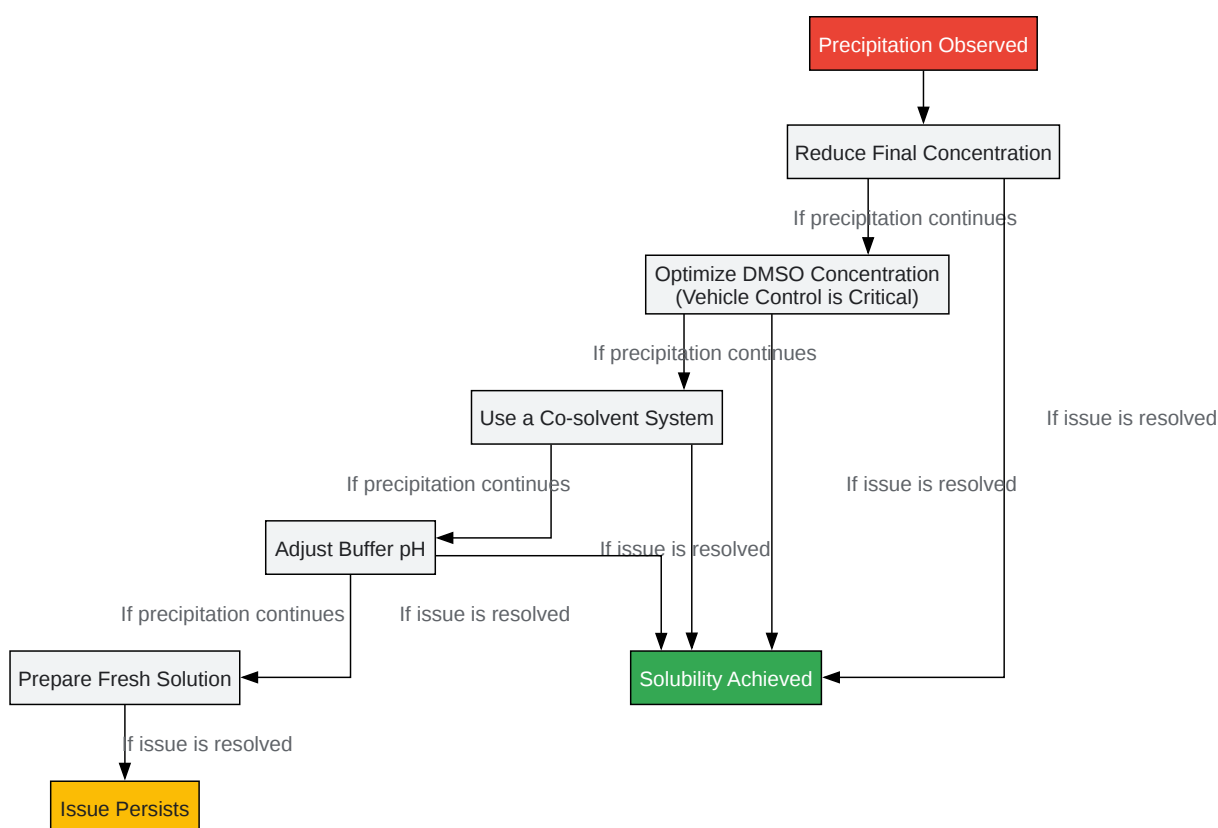 Precipitation Observed
Reduce Final Concentration
If precipitation continues
Optimize DMSO Concentration
(Vehicle Control is Critical)
If precipitation continues
Use a Co-solvent System
If issue is resolved
If precipitation continues
If issue is resolved
Adjust Buffer pH
If issue is resolved
If precipitation continues
If issue is resolved
Prepare Fresh Solution
Solubility Achieved
If issue is resolved
Issue Persists